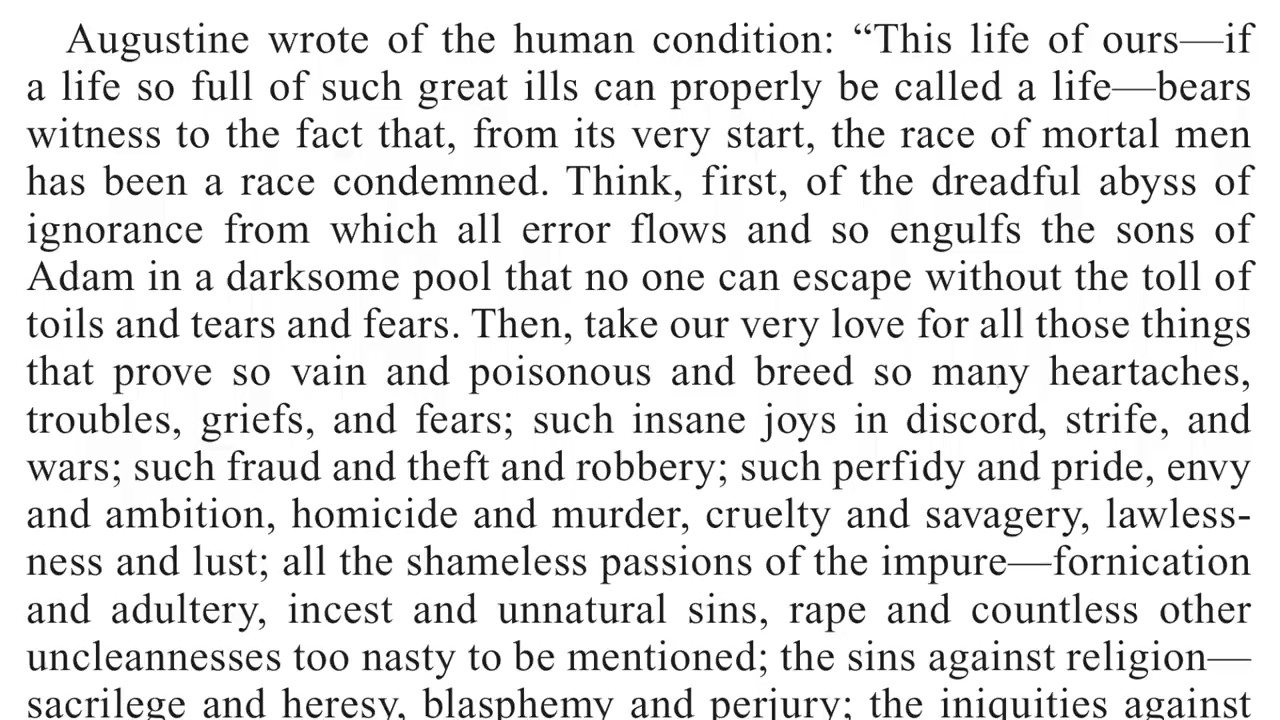 Augustine wrote of the human condition: “This life of ours—if
a life so full of such great ills can properly be called a life—bears
witness to the fact that, from its very start, the race of mortal men
has been a race condemned. Think, first, of the dreadful abyss of
ignorance from which all error flows and so engulfs the sons of
Adam in a darksome pool that no one can escape without the toll of
toils and tears and fears. Then, take our very love for all those things
that prove so vain and poisonous and breed so many heartaches,
troubles, griefs, and fears; such insane joys in discord, strife, and
wars; such fraud and theft and robbery; such perfidy and pride, envy
and ambition, homicide and murder, cruelty and savagery, lawless-
ness and lust; all the shameless passions of the impure—fornication
and adultery, incest and unnatural sins, rape and countless other
uncleannesses too nasty to be mentioned; the sins against religion—
sacrilege and heresy, blasphemy and perjury; the iniquities against